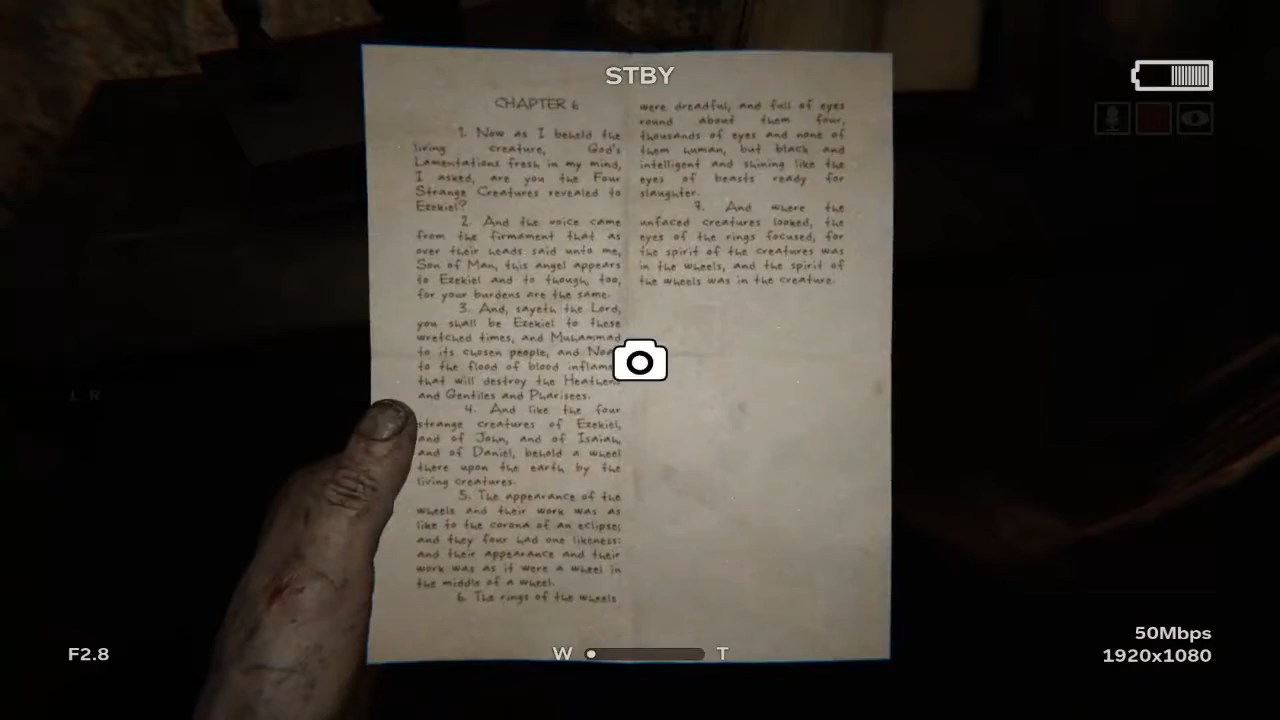 STBY
CHAPTER 6
1. Now as I beheld the
living creature, God's
Lamentations fresh in my mind,
I asked, are you the Four
Strange Creatures revealed to
Ezekiel?
2. And the voice came
from the firmament that as
over their heads said unto me,
Son of Man, this angel appears
to Ezekiel and to though, too,
for your burdens are the same.
3. And, sayeth the Lord,
you shall be Ezekiel to these
wretched times, and Muhammad
to its chosen people, and
to the flood of blood
that will destroy the
and Gentiles and Pharisees.
4. And like the four
strange creatures of Ezekiel,
and of John, and of Isaiah,
and of Daniel, behold a wheel
there upon the earth by the
living creatures.
5. The appearance of the
wheels and their work was as
like to the corona of an eclipse;
and they four had one likeness:
and their appearance and their
work was as it were a wheel in
the middle of a wheel.
6. The rings of the wheels
were dreadful, and full of eyes
round about them four,
thousands of eyes and none of
them human, but black and
intelligent and shining like the
eyes of beasts ready for
slaughter.
7. And where the
unfaced creatures looked, the
eyes of the rings focused, for
the spirit of the creatures was
in the wheels, and the spirit of
the wheels was in the creature.
L R
F2.8
W T
50Mbps
1920x1080